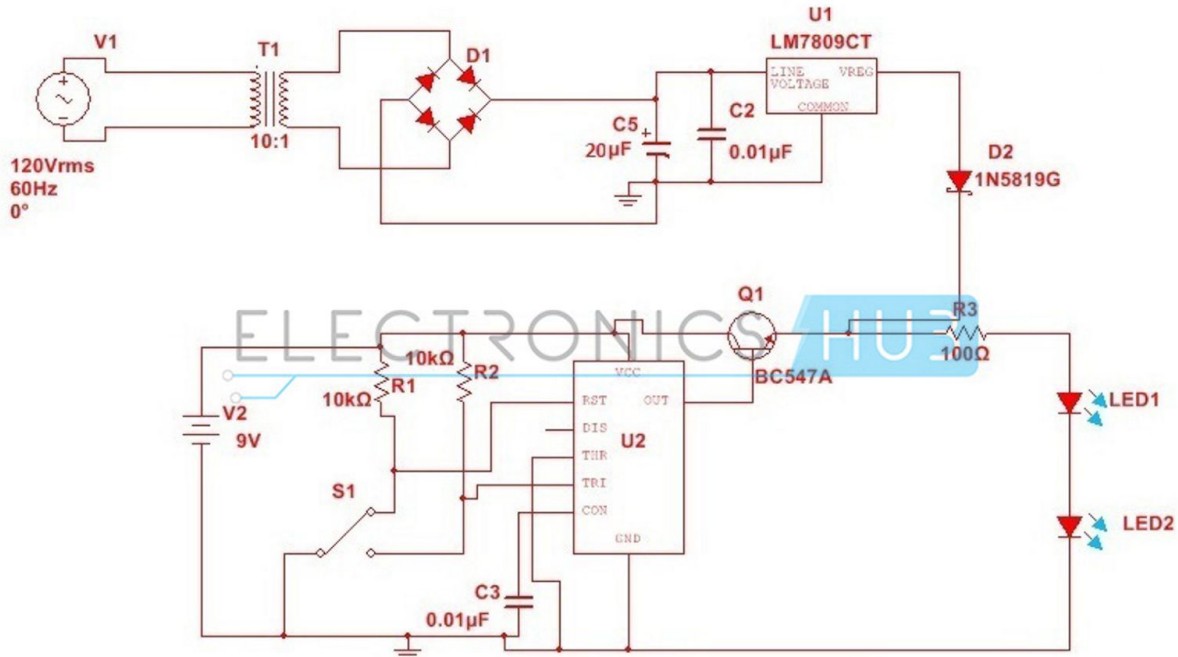 U1
LM7809CT
V1
T1
D1
LINE VOLTAGE
VREG
COMMON
+
~
-
10:1
C5
+
20µF
C2
0.01µF
120Vrms
60Hz
0°
D2
1N5819G
ELECTRONICS HUB
Q1
BC547A
R3
100Ω
10kΩ
R2
R1
10kΩ
VCC
RST
OUT
DIS
U2
THR
TRI
CON
GND
V2
9V
S1
LED1
LED2
C3
0.01µF